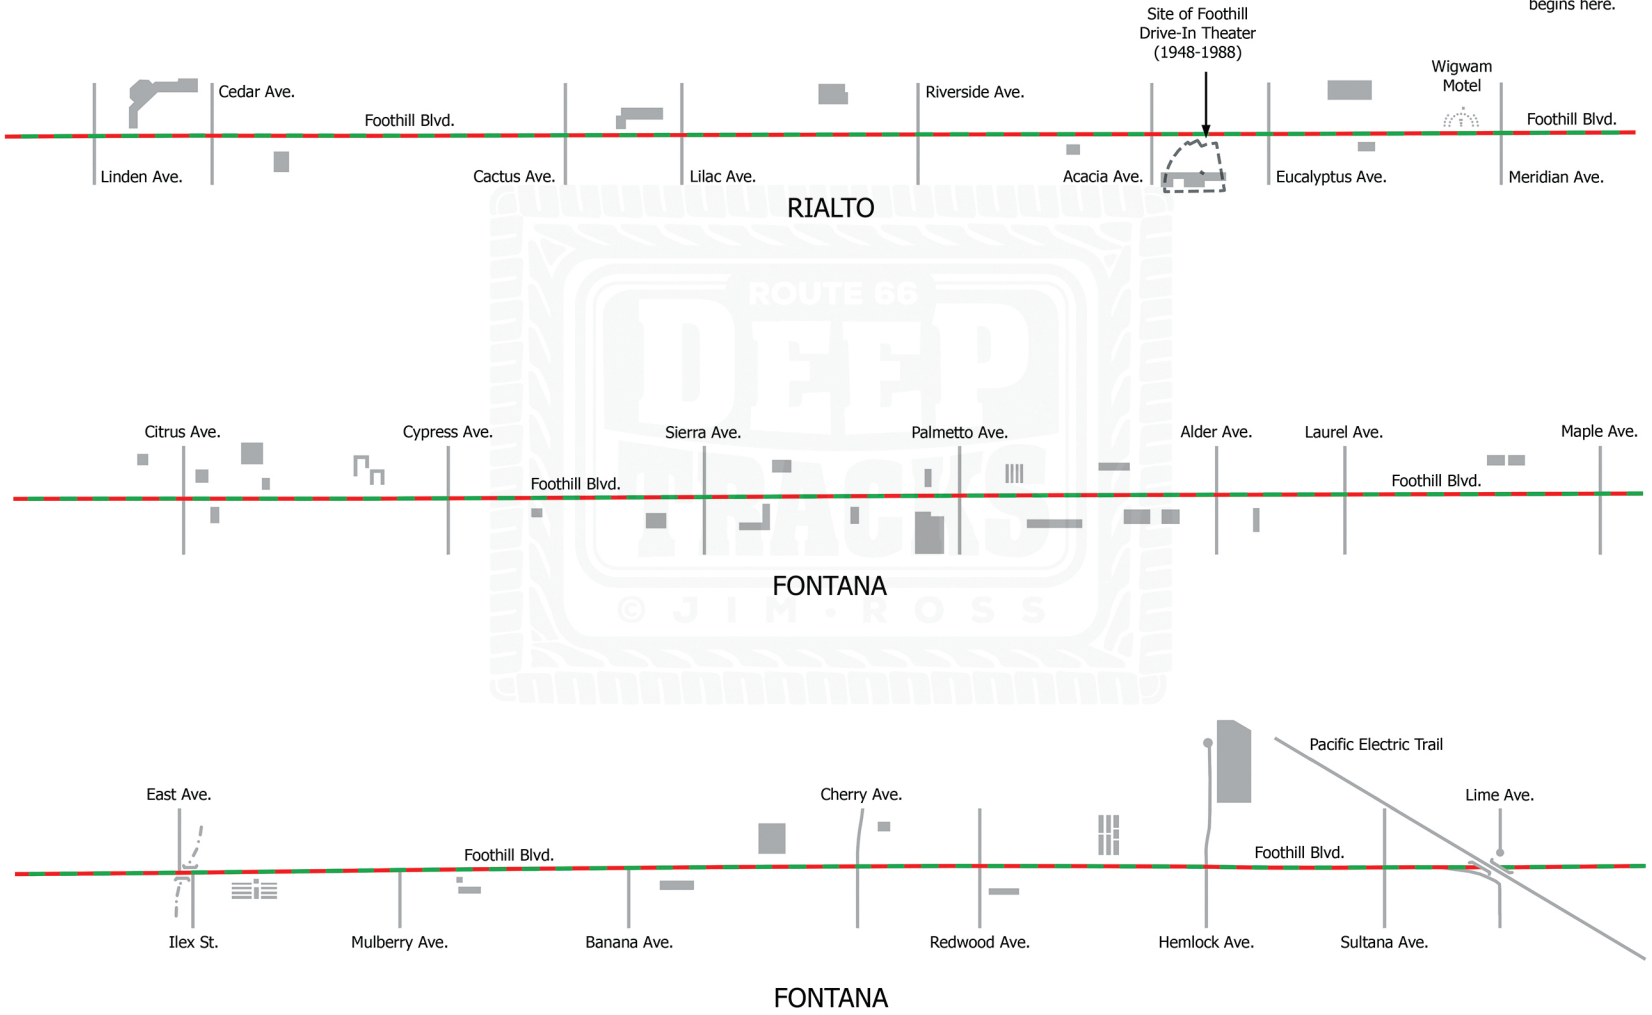 begins here.
Site of Foothill
Drive-In Theater
(1948-1988)
Wigwam
Motel
Cedar Ave.
Riverside Ave.
Foothill Blvd.
Foothill Blvd.
Linden Ave.
Cactus Ave.
Lilac Ave.
Acacia Ave.
Eucalyptus Ave.
Meridian Ave.
RIALTO
ROUTE 66
DEEP
TRACKS
© JIM • ROSS
Citrus Ave.
Cypress Ave.
Sierra Ave.
Palmetto Ave.
Alder Ave.
Laurel Ave.
Maple Ave.
Foothill Blvd.
Foothill Blvd.
FONTANA
Pacific Electric Trail
East Ave.
Cherry Ave.
Lime Ave.
Foothill Blvd.
Foothill Blvd.
Ilex St.
Mulberry Ave.
Banana Ave.
Redwood Ave.
Hemlock Ave.
Sultana Ave.
FONTANA